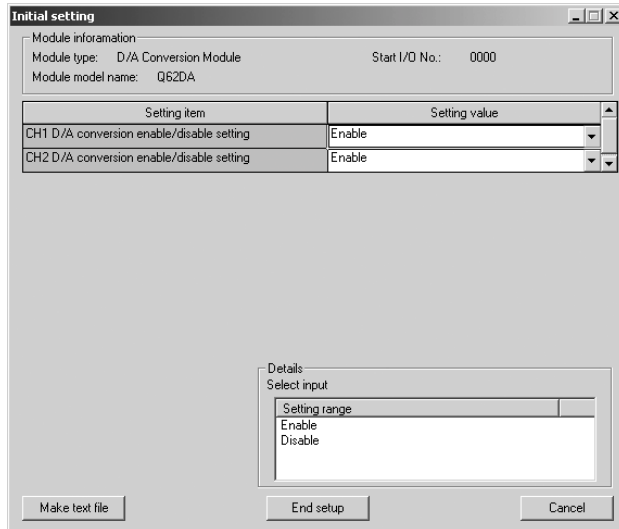 Initial setting
Module inforamation
Module type: D/A Conversion Module Start I/O No.: 0000
Module model name: Q62DA
Setting item Setting value
CH1 D/A conversion enable/disable setting Enable
CH2 D/A conversion enable/disable setting Enable
Details
Select input
Setting range
Enable
Disable
Make text file End setup Cancel